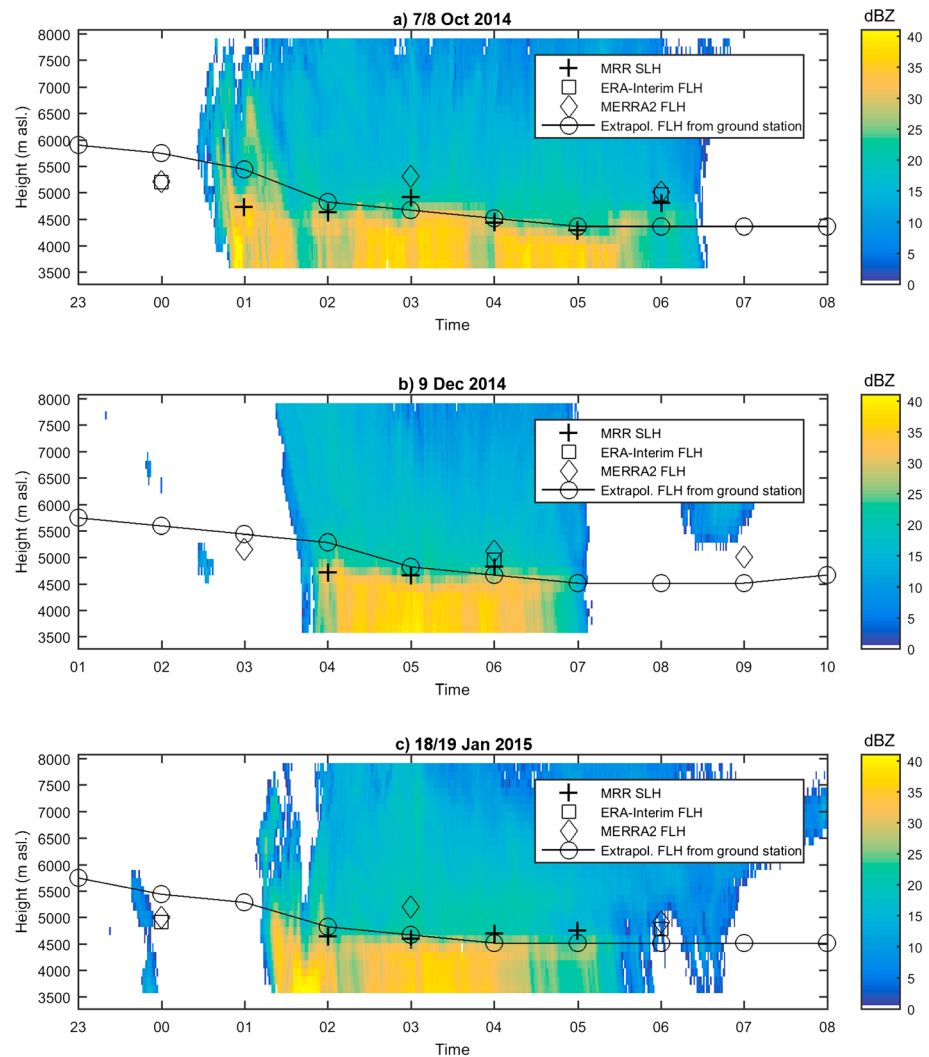 a) 7/8 Oct 2014
dBZ
8000
7500
7000
6500
6000
5500
5000
4500
4000
3500
Height (m asl.)
MRR SLH
ERA-Interim FLH
MERRA2 FLH
Extrapol. FLH from ground station
40
35
30
25
20
15
10
5
0
23 00 01 02 03 04 05 06 07 08
Time
b) 9 Dec 2014
dBZ
8000
7500
7000
6500
6000
5500
5000
4500
4000
3500
Height (m asl.)
MRR SLH
ERA-Interim FLH
MERRA2 FLH
Extrapol. FLH from ground station
40
35
30
25
20
15
10
5
0
01 02 03 04 05 06 07 08 09 10
Time
c) 18/19 Jan 2015
dBZ
8000
7500
7000
6500
6000
5500
5000
4500
4000
3500
Height (m asl.)
MRR SLH
ERA-Interim FLH
MERRA2 FLH
Extrapol. FLH from ground station
40
35
30
25
20
15
10
5
0
23 00 01 02 03 04 05 06 07 08
Time